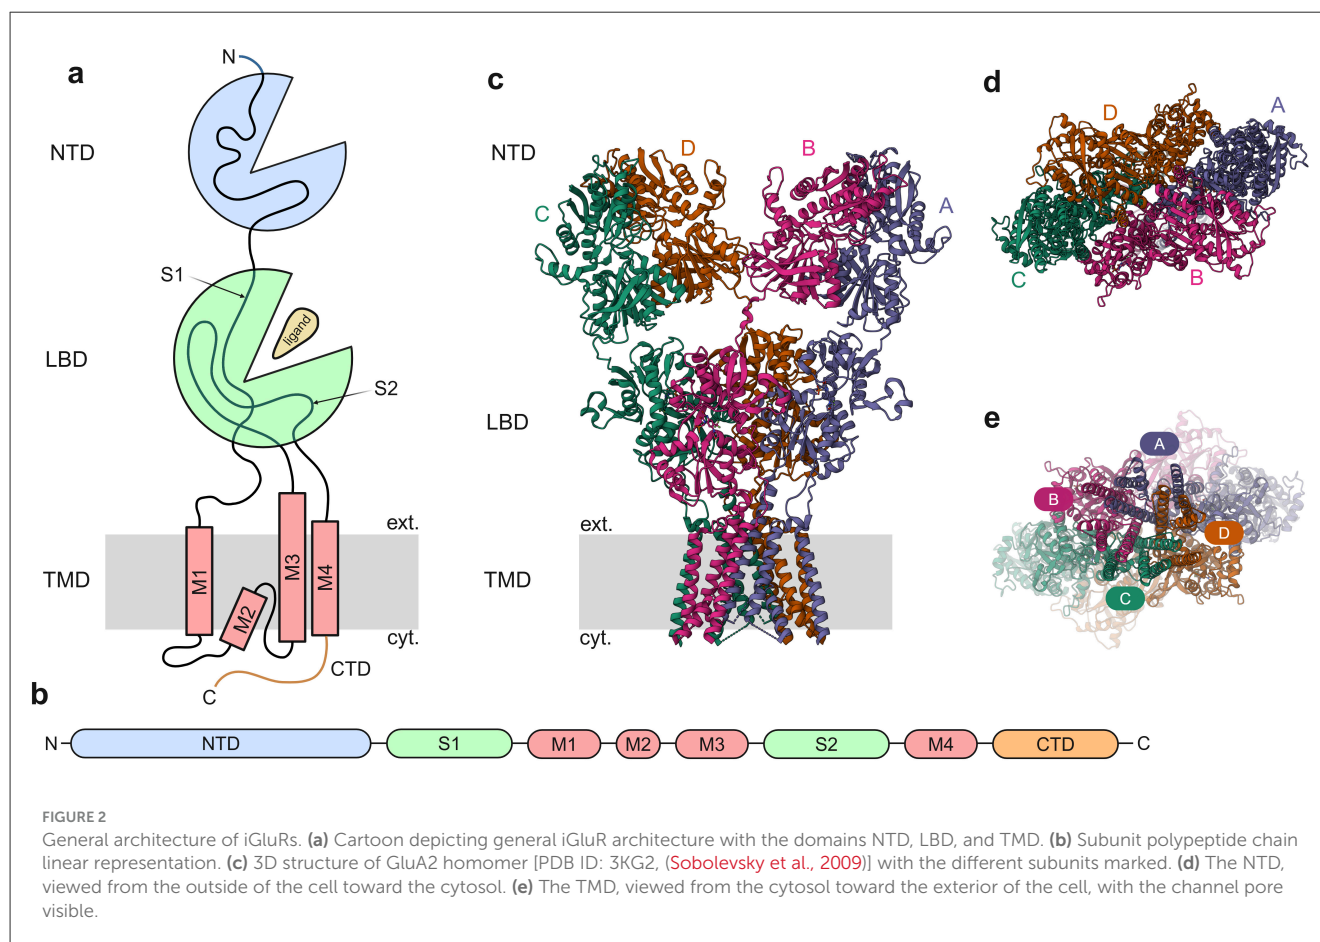 a
N
NTD
S1
ligand
LBD
S2
ext.
TMD
M1
M2
M3
M4
cyt.
CTD
C
c
NTD
D
B
C
A
LBD
ext.
TMD
cyt.
d
D
A
C
B
e
A
B
D
C
b
N
NTD
S1
M1
M2
M3
S2
M4
CTD
C
FIGURE 2
General architecture of iGluRs. (a) Cartoon depicting general iGluR architecture with the domains NTD, LBD, and TMD. (b) Subunit polypeptide chain
linear representation. (c) 3D structure of GluA2 homomer [PDB ID: 3KG2, (Sobolevsky et al., 2009)] with the different subunits marked. (d) The NTD,
viewed from the outside of the cell toward the cytosol. (e) The TMD, viewed from the cytosol toward the exterior of the cell, with the channel pore
visible.